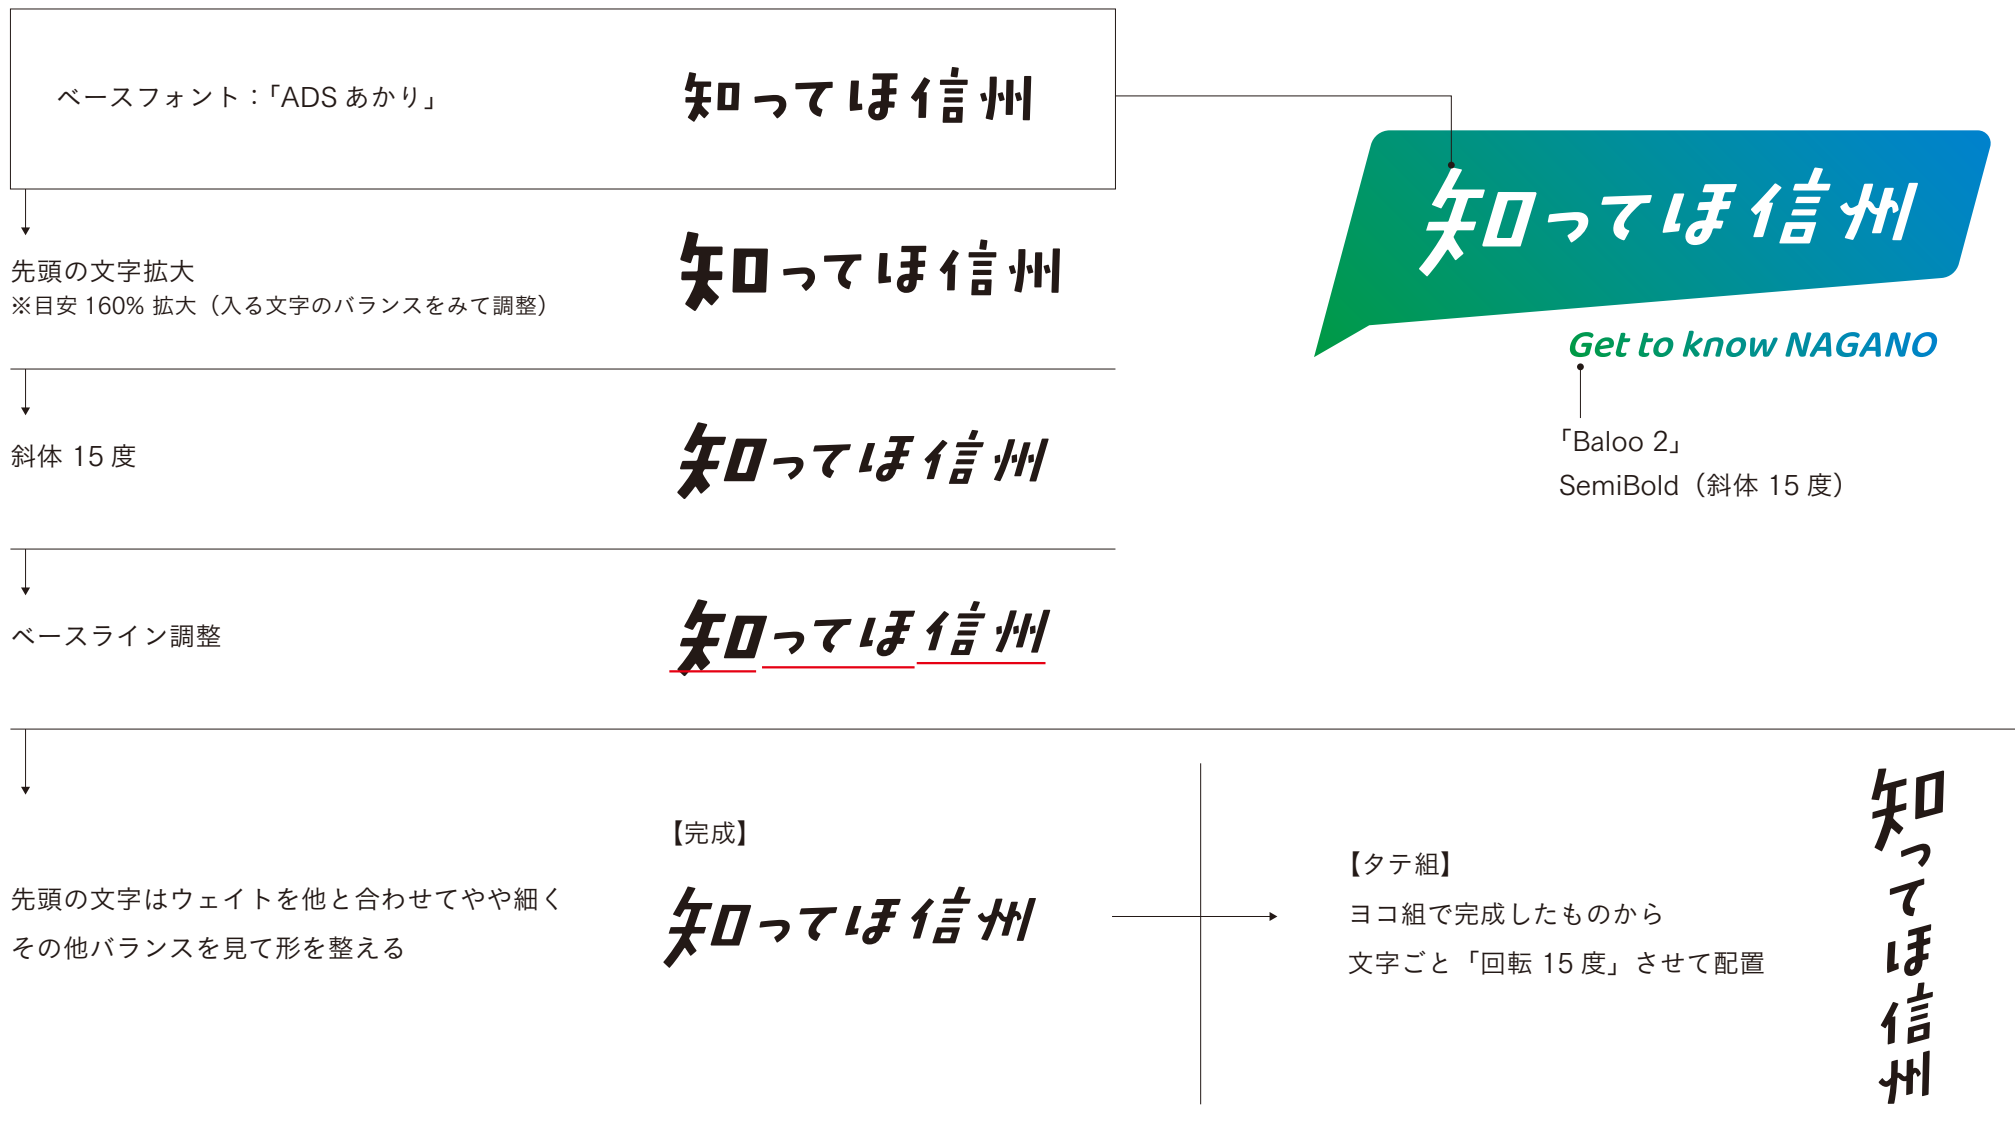 ベースフォント：「ADS あかり」
知ってほ信州
知ってほ信州
Get to know NAGANO
「Baloo 2」
SemiBold（斜体 15 度）
先頭の文字拡大
※目安 160% 拡大（入る文字のバランスをみて調整）
知ってほ信州
斜体 15 度
知ってほ信州
ベースライン調整
知ってほ信州
先頭の文字はウェイトを他と合わせてやや細く
その他バランスを見て形を整える
【完成】
知ってほ信州
【タテ組】
ヨコ組で完成したものから
文字ごと「回転 15 度」させて配置
知ってほ信州